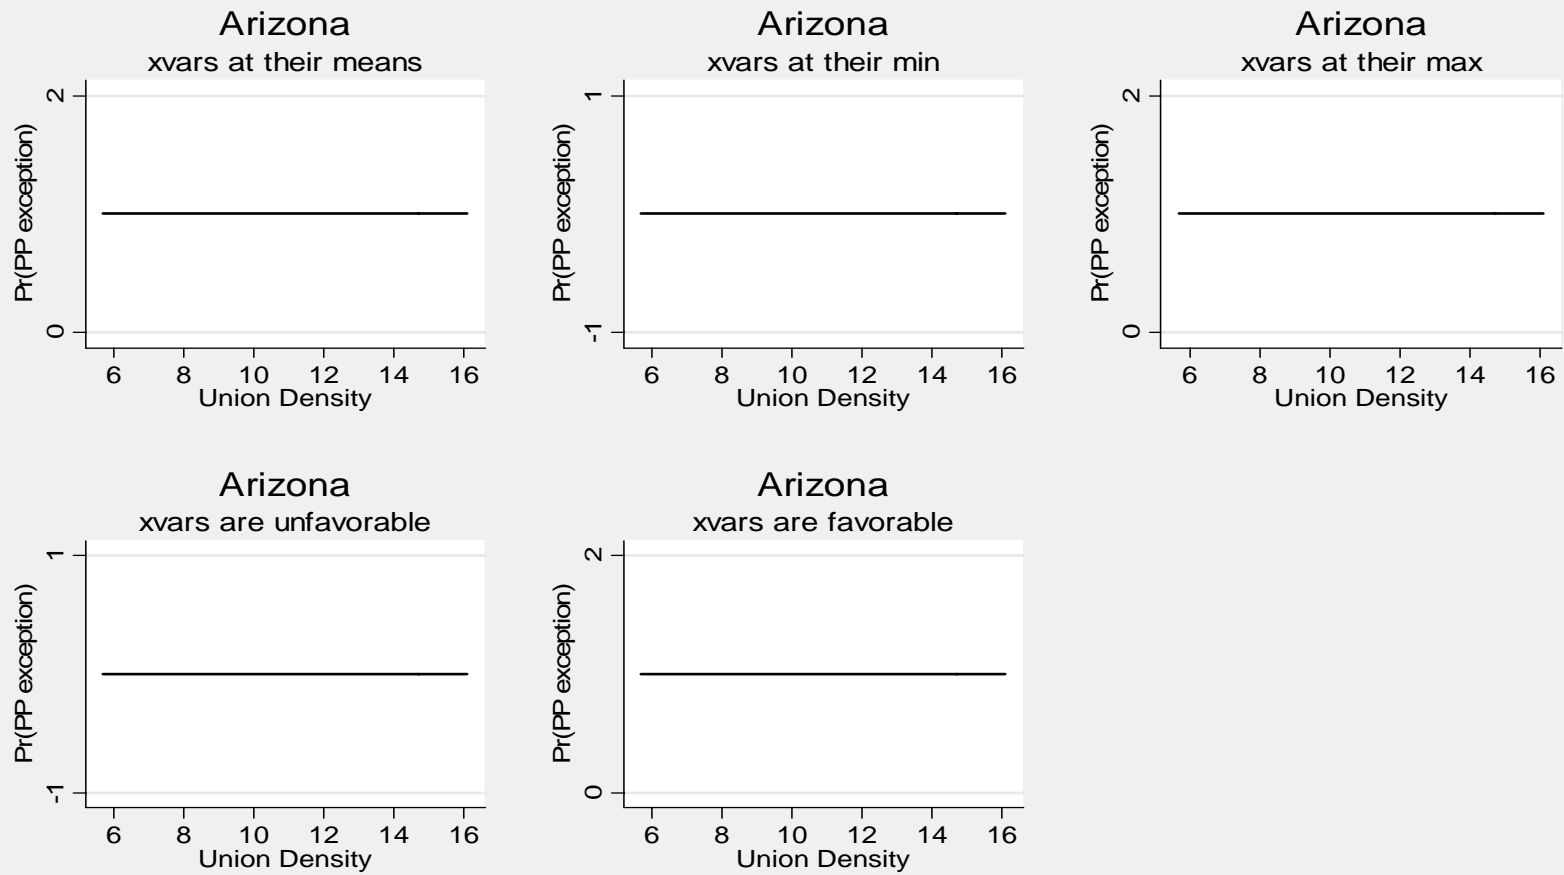 Arizona
xvars at their means
Pr(PP exception)
2
0
6 8 10 12 14 16
Union Density
Arizona
xvars at their min
Pr(PP exception)
1
-1
6 8 10 12 14 16
Union Density
Arizona
xvars at their max
Pr(PP exception)
2
0
6 8 10 12 14 16
Union Density
Arizona
xvars are unfavorable
Pr(PP exception)
1
-1
6 8 10 12 14 16
Union Density
Arizona
xvars are favorable
Pr(PP exception)
2
0
6 8 10 12 14 16
Union Density